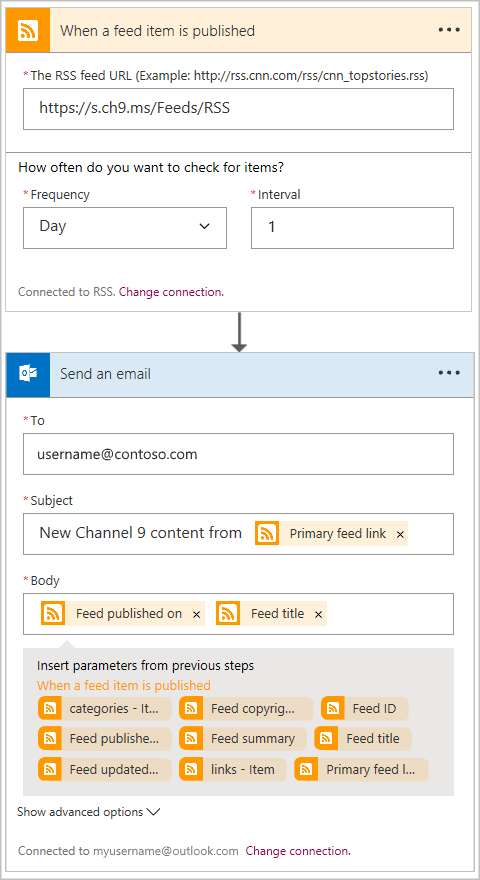 When a feed item is published
* The RSS feed URL (Example: http://rss.cnn.com/rss/cnn_topstories.rss)
https://s.ch9.ms/Feeds/RSS
How often do you want to check for items?
* Frequency * Interval
Day 1
Connected to RSS. Change connection.
Send an email
* To
username@contoso.com
* Subject
New Channel 9 content from Primary feed link ×
* Body
Feed published on × Feed title ×
Insert parameters from previous steps
When a feed item is published
categories - It... Feed copyrig... Feed ID
Feed publishe... Feed summary Feed title
Feed updated... links - Item Primary feed l...
Show advanced options
Connected to myusername@outlook.com Change connection.